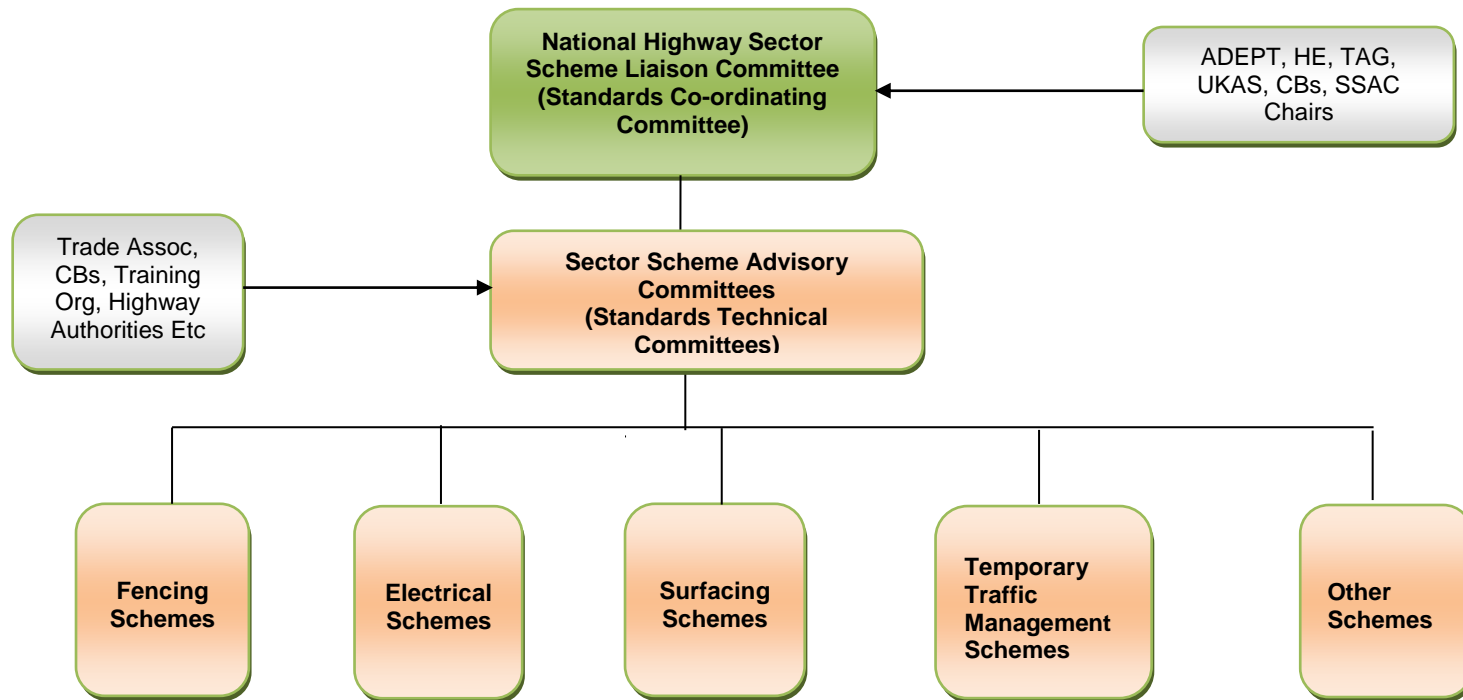 National Highway Sector
Scheme Liaison Committee
(Standards Co-ordinating
Committee)
ADEPT, HE, TAG,
UKAS, CBs, SSAC
Chairs
Trade Assoc,
CBs, Training
Org, Highway
Authorities Etc
Sector Scheme Advisory
Committees
(Standards Technical
Committees)
Fencing
Schemes
Electrical
Schemes
Surfacing
Schemes
Temporary
Traffic
Management
Schemes
Other
Schemes